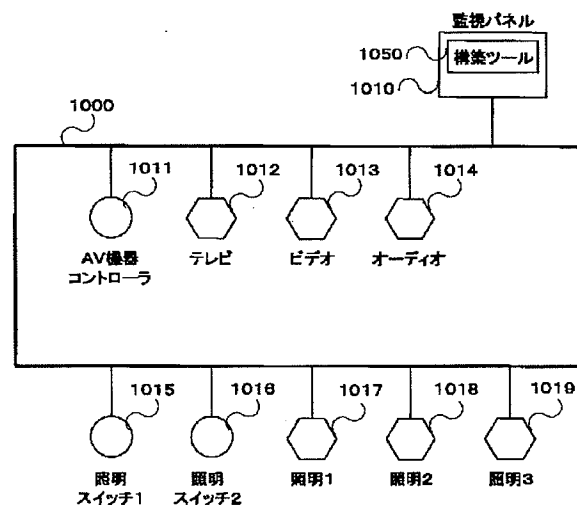 監視パネル
1050
構築ツール
1010
1000
1011
1012
1013
1014
AV機器
コントローラ
テレビ
ビデオ
オーディオ
1015
1016
1017
1018
1019
照明
スイッチ1
照明
スイッチ2
照明1
照明2
照明3